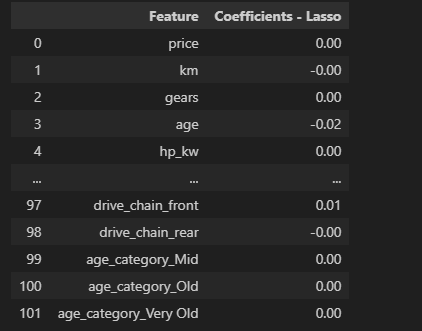 Feature Coefficients - Lasso
0 price 0.00
1 km -0.00
2 gears 0.00
3 age -0.02
4 hp_kw 0.00
... ... ...
97 drive_chain_front 0.01
98 drive_chain_rear -0.00
99 age_category_Mid 0.00
100 age_category_Old 0.00
101 age_category_Very Old 0.00